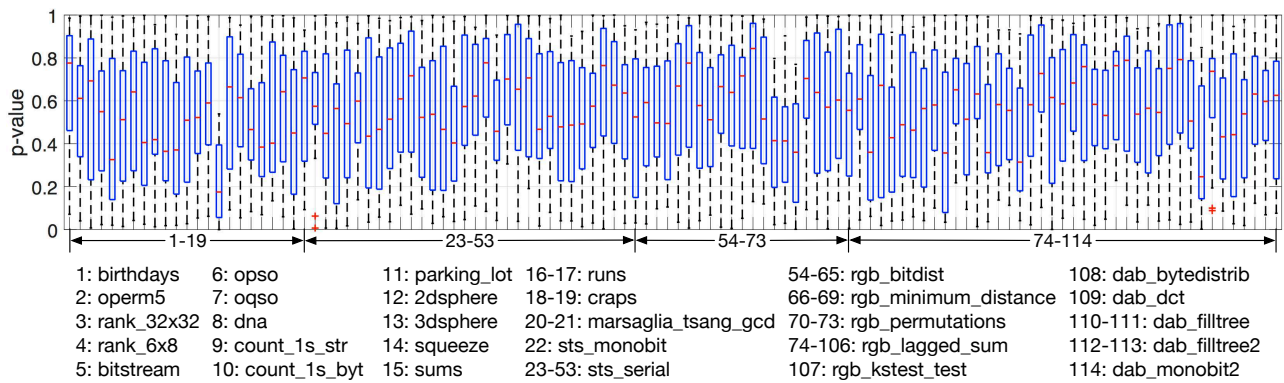 1
0.8
0.6
0.4
0.2
0
p-value
1-19 23-53 54-73 74-114
1: birthdays 6: opso 11: parking_lot 16-17: runs 54-65: rgb_bitdist 108: dab_bytedistrib
2: operm5 7: oqso 12: 2dsphere 18-19: craps 66-69: rgb_minimum_distance 109: dab_dct
3: rank_32x32 8: dna 13: 3dsphere 20-21: marsaglia_tsang_gcd 70-73: rgb_permutations 110-111: dab_filltree
4: rank_6x8 9: count_1s_str 14: squeeze 22: sts_monobit 74-106: rgb_lagged_sum 112-113: dab_filltree2
5: bitstream 10: count_1s_byt 15: sums 23-53: sts_serial 107: rgb_kstest_test 114: dab_monobit2